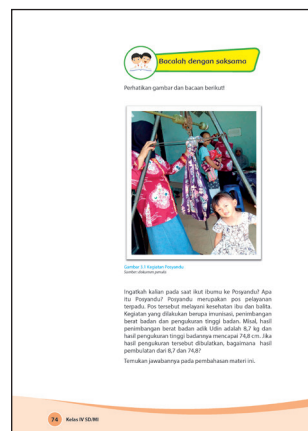 Bacalah dengan saksama
Perhatikan gambar dan bacaan berikut!
Gambar 3.1 Kegiatan Posyandu.
Sumber: dokumen penulis
Ingatkah kalian pada saat ikut ibumu ke Posyandu? Apa
itu Posyandu? Posyandu merupakan pos pelayanan
terpadu. Pos tersebut melayani kesehatan ibu dan balita.
Kegiatan yang dilakukan berupa imunisasi, penimbangan
berat badan dan pengukuran tinggi badan. Misal, hasil
penimbangan berat badan adik Udin adalah 8,7 kg dan
hasil pengukuran tinggi badannya mencapai 74,8 cm. Jika
hasil pengukuran tersebut dibulatkan, bagaimana hasil
pembulatan dari 8,7 dan 74,8?
Temukan jawabannya pada pembahasan materi ini.
74 Kelas IV SD/MI